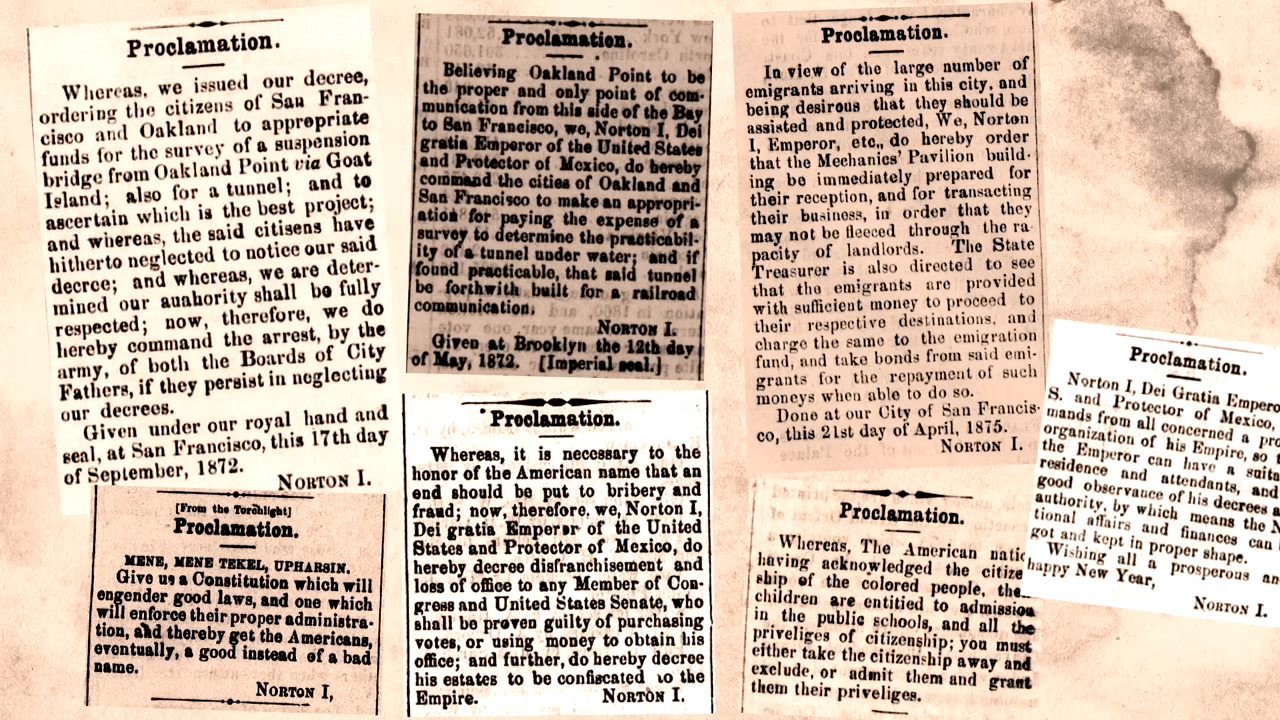 Proclamation.
Whereas, we issued our decree,
ordering the citizens of San Fran-
cisco and Oakland to appropriate
funds for the survey of a suspension
bridge from Oakland Point via Goat
Island; also for a tunnel; and to
ascertain which is the best project;
and whereas, the said citisens have
hitherto neglected to notice our said
decree; and whereas, we are deter-
mined our auahority shall be fully
respected; now, therefore, we do
hereby command the arrest, by the
army, of both the Boards of City
Fathers, if they persist in neglecting
our decrees.
Given under our royal hand and
seal, at San Francisco, this 17th day
of September, 1872.
NORTON I.
[From the Torchlight]
Proclamation.
MENE, MENE TEKEL, UPHARSIN.
Give us a Constitution which will
engender good laws, and one which
will enforce their proper administra-
tion, and thereby get the Americans,
eventually, a good instead of a bad
name.
NORTON I,
Proclamation.
Believing Oakland Point to be
the proper and only point of com-
munication from this side of the Bay
to San Francisco, we, Norton I, Dei
gratia Emperor of the United States
and Protector of Mexico, do hereby
command the cities of Oakland and
San Francisco to make an appropri-
ation for paying the expense of a
survey to determine the practicabil-
ity of a tunnel under water; and if
found practicable, that said tunnel
be forthwith built for a railroad
communication.
NORTON I.
Given at Brooklyn the 12th day
of May, 1872. [Imperial seal.]
Proclamation.
Whereas, it is necessary to the
honor of the American name that an
end should be put to bribery and
fraud; now, therefore, we, Norton I,
Dei gratia Emperor of the United
States and Protector of Mexico, do
hereby decree disfranchisement and
loss of office to any Member of Con-
gress and United States Senate, who
shall be proven guilty of purchasing
votes, or using money to obtain his
office; and further, do hereby decree
his estates to be confiscated to the
Empire. NORTON I.
Proclamation.
In view of the large number of
emigrants arriving in this city, and
being desirous that they should be
assisted and protected, We, Norton
I, Emperor, etc., do hereby order
that the Mechanics' Pavilion build-
ing be immediately prepared for
their reception, and for transacting
their business, in order that they
may not be fleeced through the ra-
pacity of landlords. The State
Treasurer is also directed to see
that the emigrants are provided
with sufficient money to proceed to
their respective destinations, and
charge the same to the emigration
fund, and take bonds from said emi-
grants for the repayment of such
moneys when able to do so.
Done at our City of San Francis-
co, this 21st day of April, 1875.
NORTON I.
Proclamation.
Whereas, The American natio
having acknowledged the citize
ship of the colored people, the
children are entitled to admission
in the public schools, and all the
priveliges of citizenship; you must
either take the citizenship away and
exclude, or admit them and grant
them their priveliges.
Proclamation.
Norton I, Dei Gratia Empero
S. and Protector of Mexico,
mands from all concerned a pro
organization of his Empire, so t
the Emperor can have a suita
residence and attendants, and
good observance of his decrees a
authority, by which means the N
tional affairs and finances can
got and kept in proper shape.
Wishing all a prosperous an
happy New Year,
NORTON I.